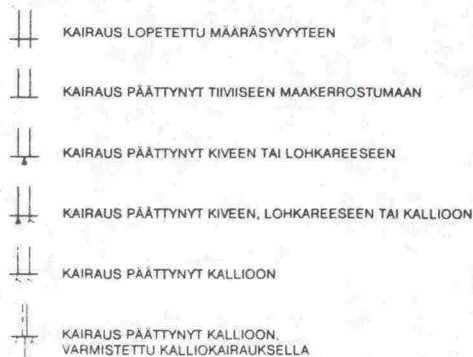 KAIRAUS LOPETETTU MÄÄRÄSYVYYTEEN
KAIRAUS PÄÄTTYNYT TIIVIISEEN MAAKERROSTUMAAN
KAIRAUS PÄÄTTYNYT KIVEEN TAI LOHKAREESEEN
KAIRAUS PÄÄTTYNYT KIVEEN, LOHKAREESEEN TAI KALLIOON
KAIRAUS PÄÄTTYNYT KALLIOON
KAIRAUS PÄÄTTYNYT KALLIOON,
VARMISTETTU KALLIOKAIRAUKSELLA